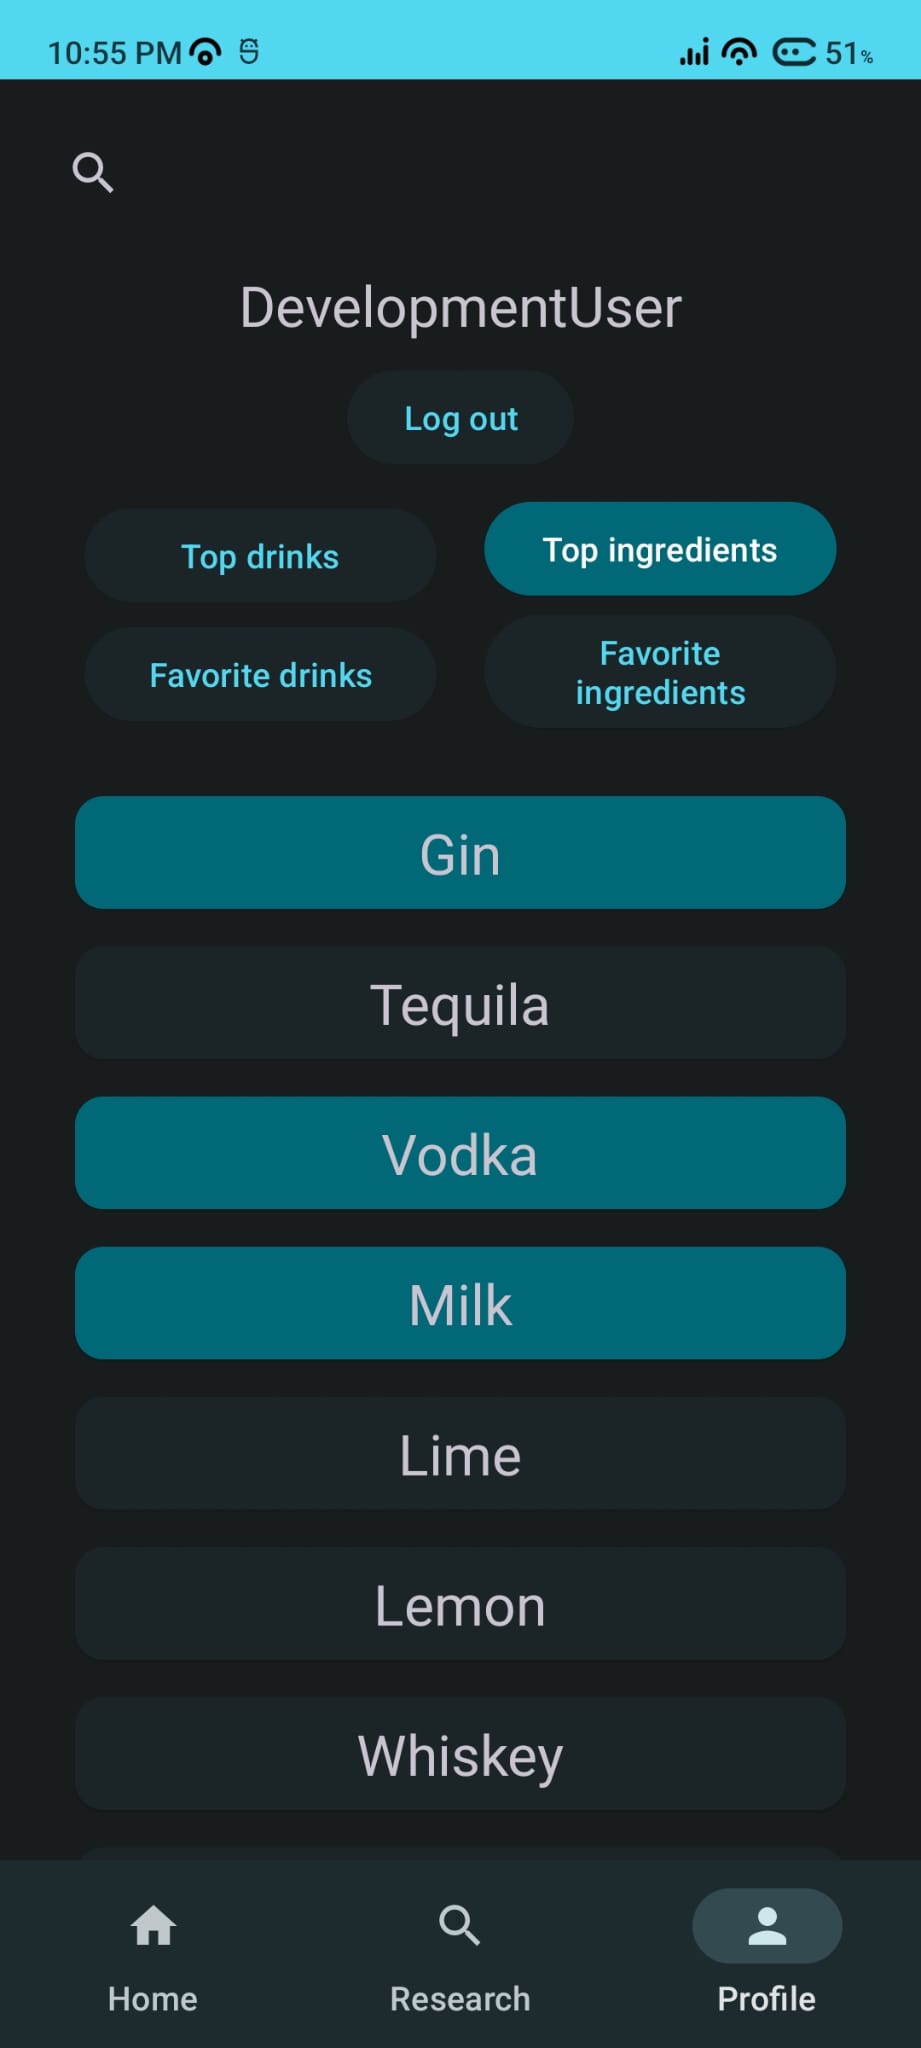 10:55 PM 51%
DevelopmentUser
Log out
Top drinks
Top ingredients
Favorite drinks
Favorite
ingredients
Gin
Tequila
Vodka
Milk
Lime
Lemon
Whiskey
Home
Research
Profile